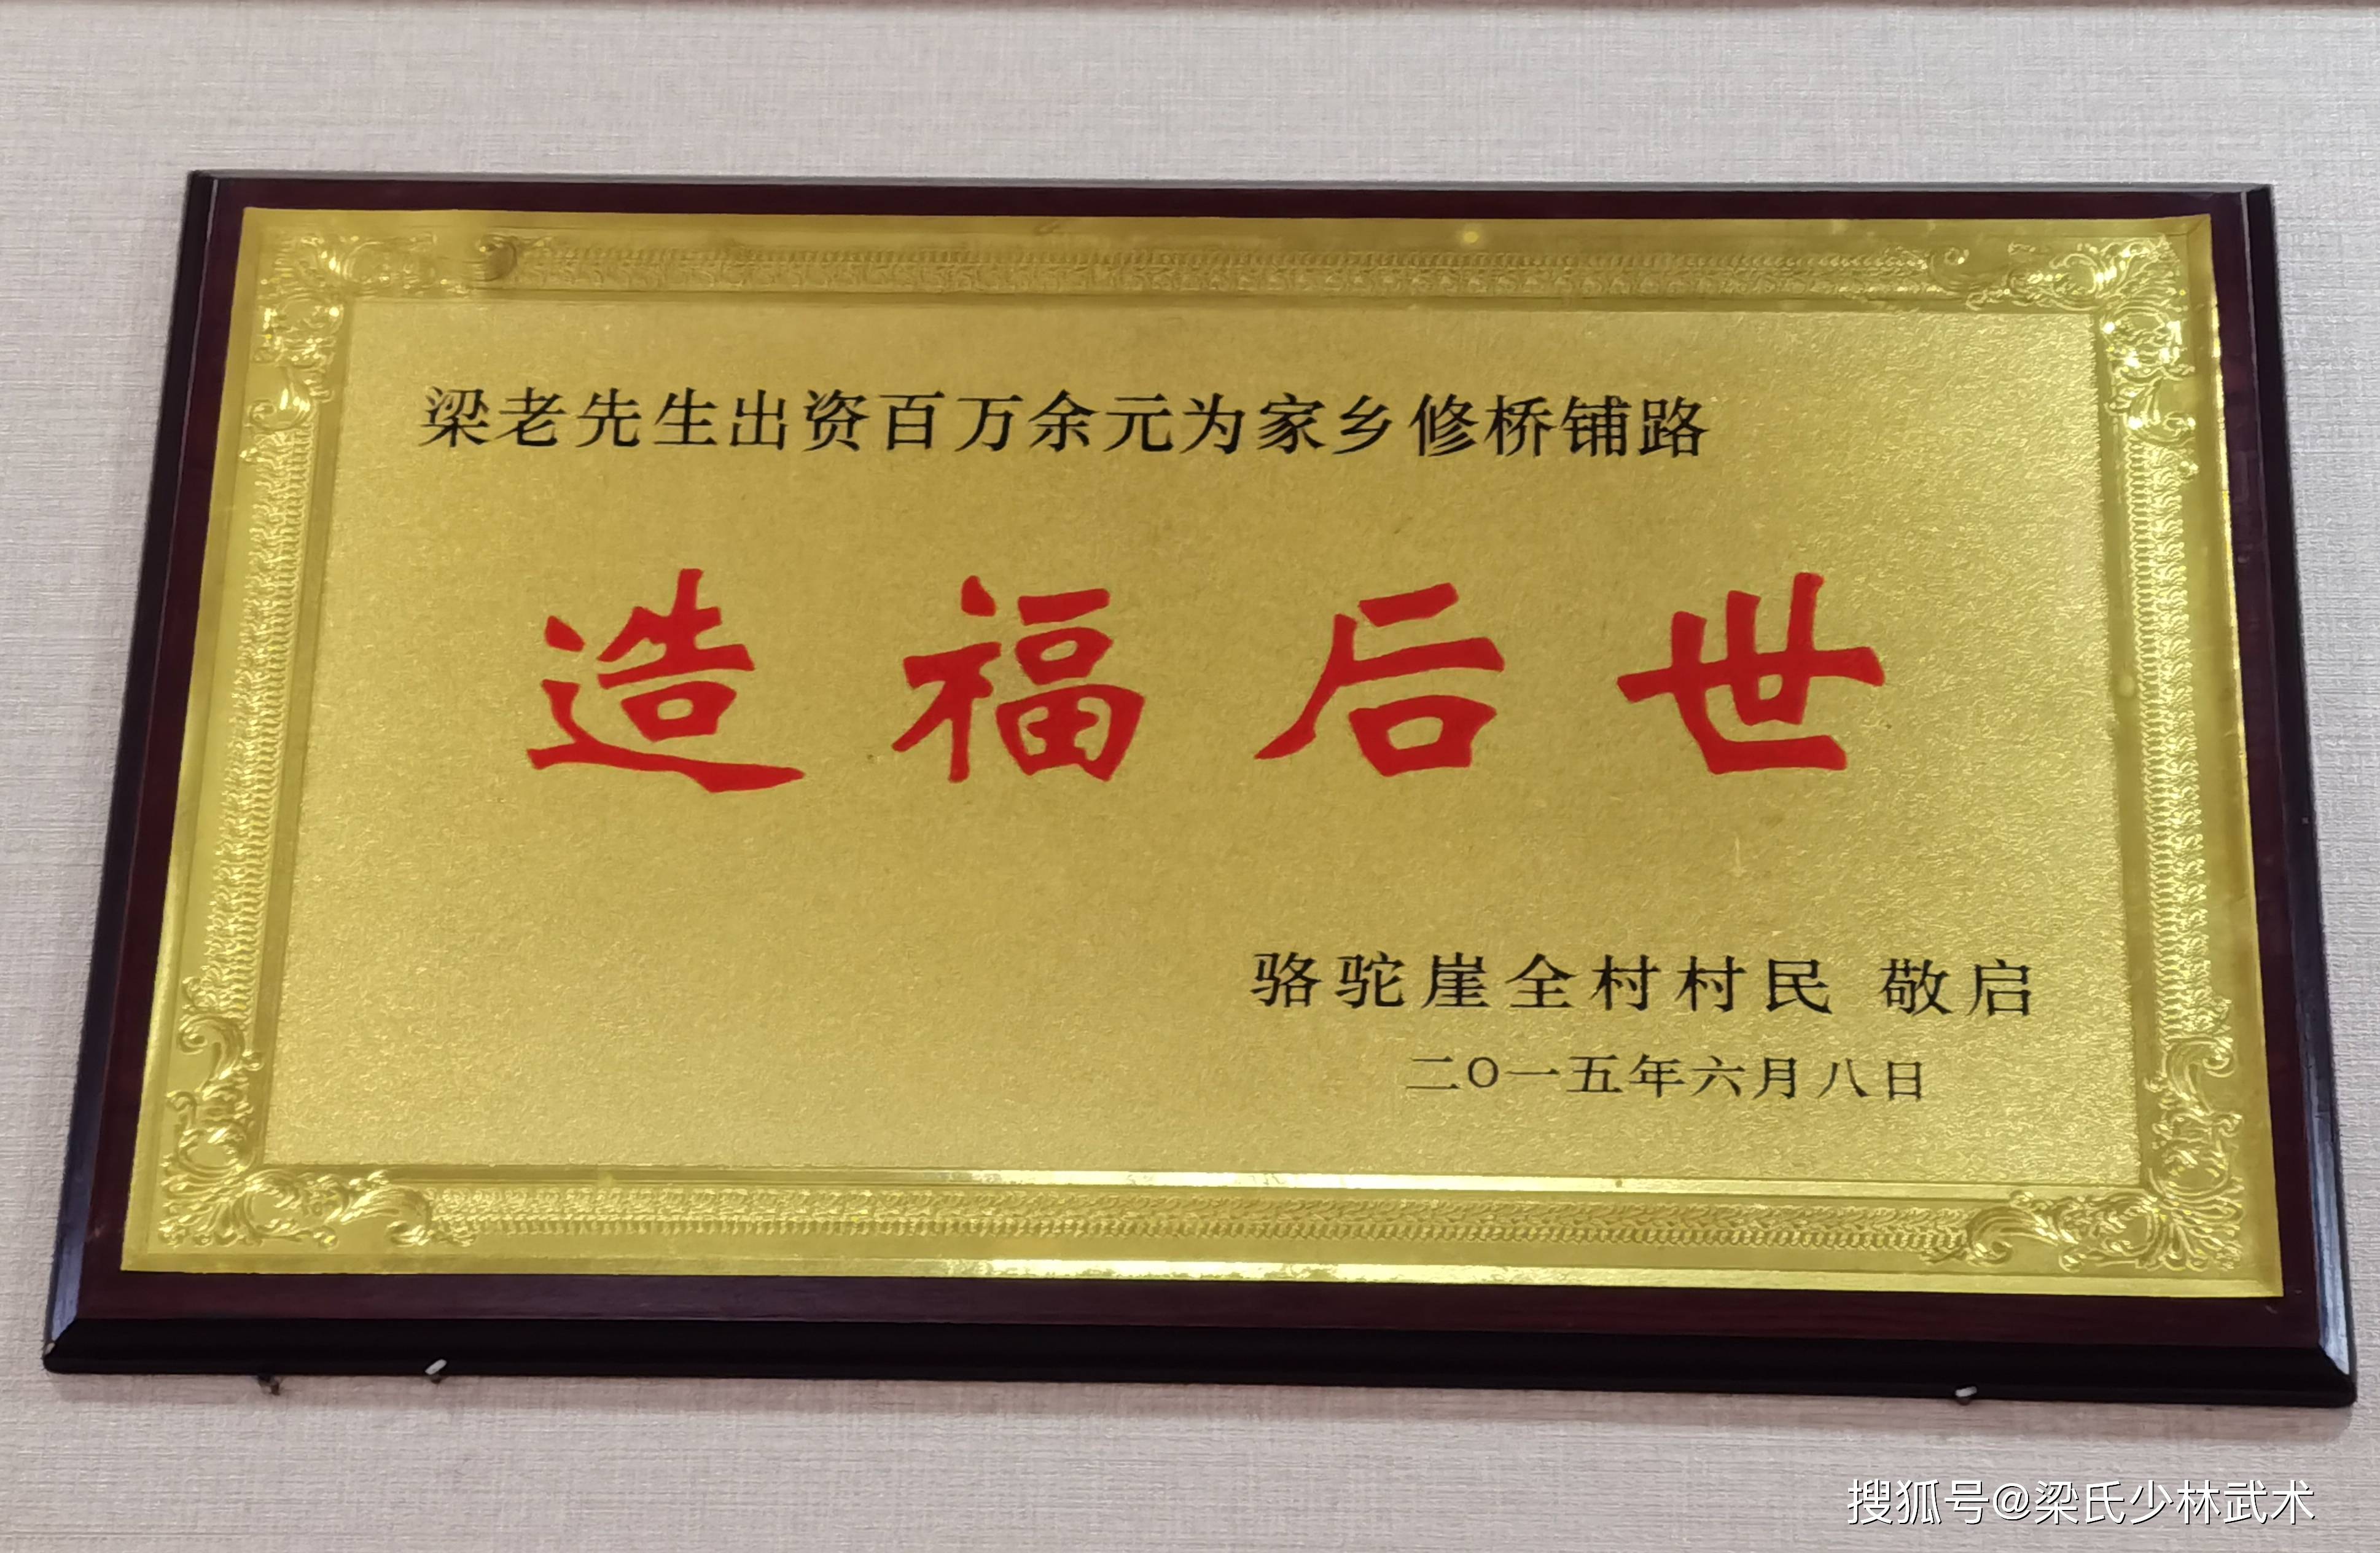 梁老先生出资百万余元为家乡修桥铺路
造福后世
骆驼崖全村村民 敬启
二〇一五年六月八日
搜狐号@梁氏少林武术